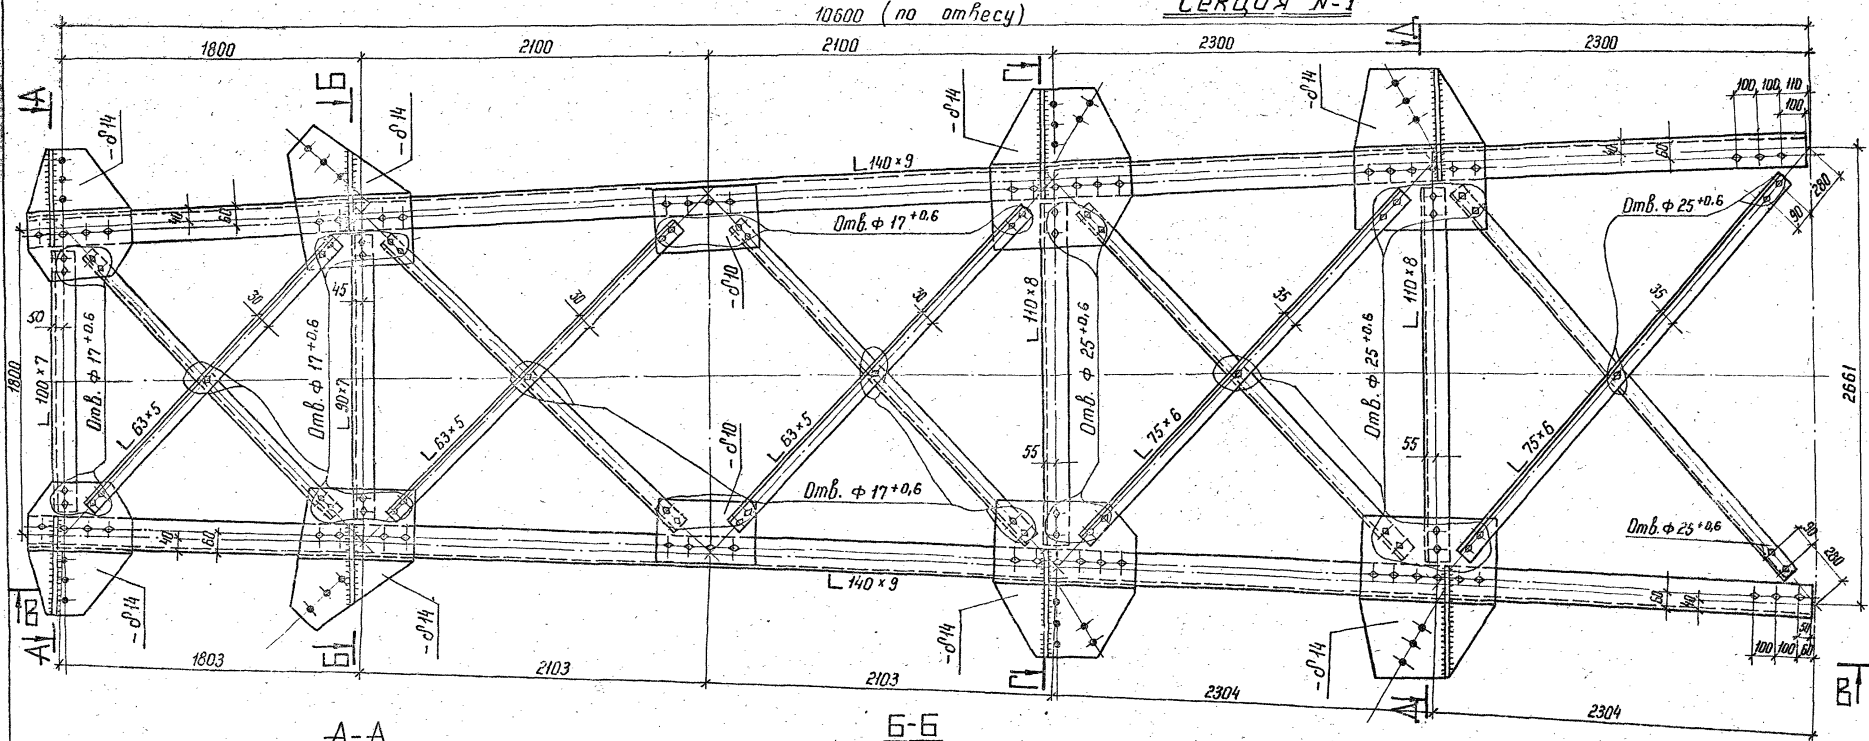 10600 (по отвесу)
Секция N-1
1800
2100
2100
2300
2300
А
Б
Г
Д
-δ14
-δ14
-δ14
-δ14
100 100 110
100
L 140×9
40
60
40
60
280
90
Отв. ф 17 +0,6
Отв. ф 25 +0,6
-δ10
30
30
30
35
35
50
45
1800
L 100×7
Отв. ф 17 +0,6
Отв. ф 17 +0,6
L 90×7
L 110×8
Отв. ф 25 +0,6
Отв. ф 25 +0,6
L 110×8
2661
L 63×5
L 63×5
L 63×5
L 75×6
L 75×6
-δ10
55
55
Отв. ф 17 +0,6
Отв. ф 25 +0,6
90
280
40
60
L 140×9
60
40
50
100 100 60
-δ14
-δ14
-δ14
-δ14
В
А
Б
Г
Д
В
1803
2103
2103
2304
2304
А-А
Б-Б